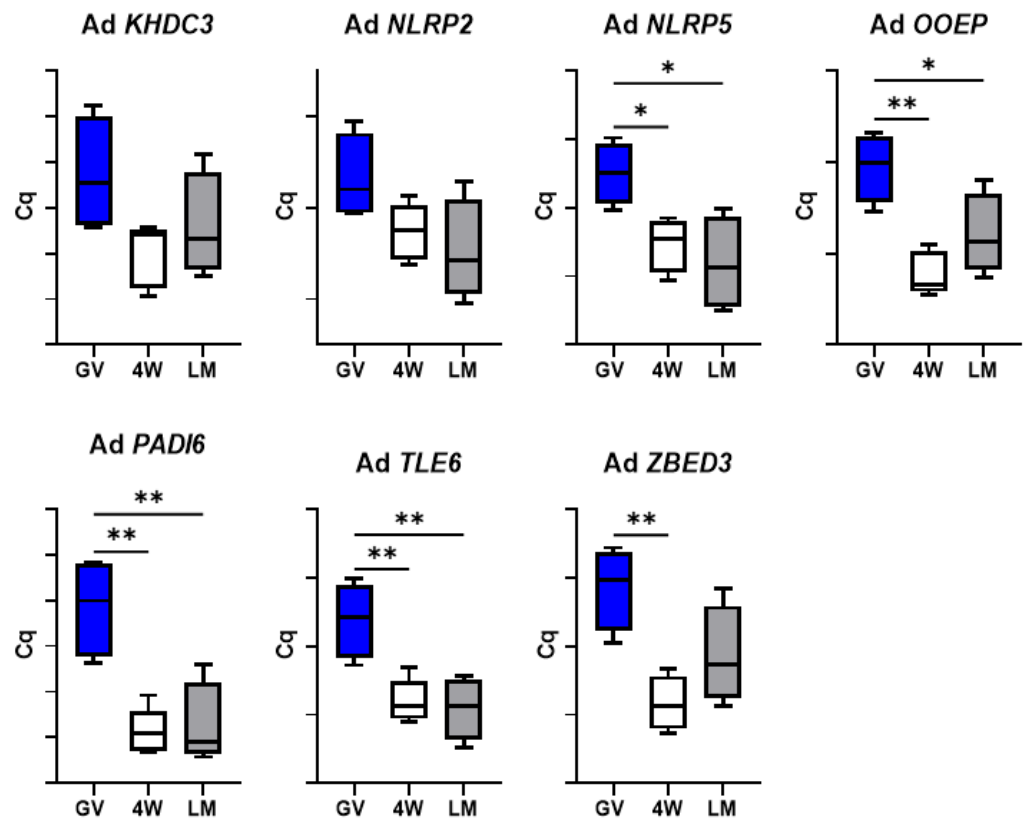 Ad KHDC3
Ad NLRP2
Ad NLRP5
Ad OOEP
* 
*
*
**
Cq
Cq
Cq
Cq
GV 4W LM
GV 4W LM
GV 4W LM
GV 4W LM
Ad PADI6
Ad TLE6
Ad ZBED3
**
**
**
**
**
Cq
Cq
Cq
GV 4W LM
GV 4W LM
GV 4W LM